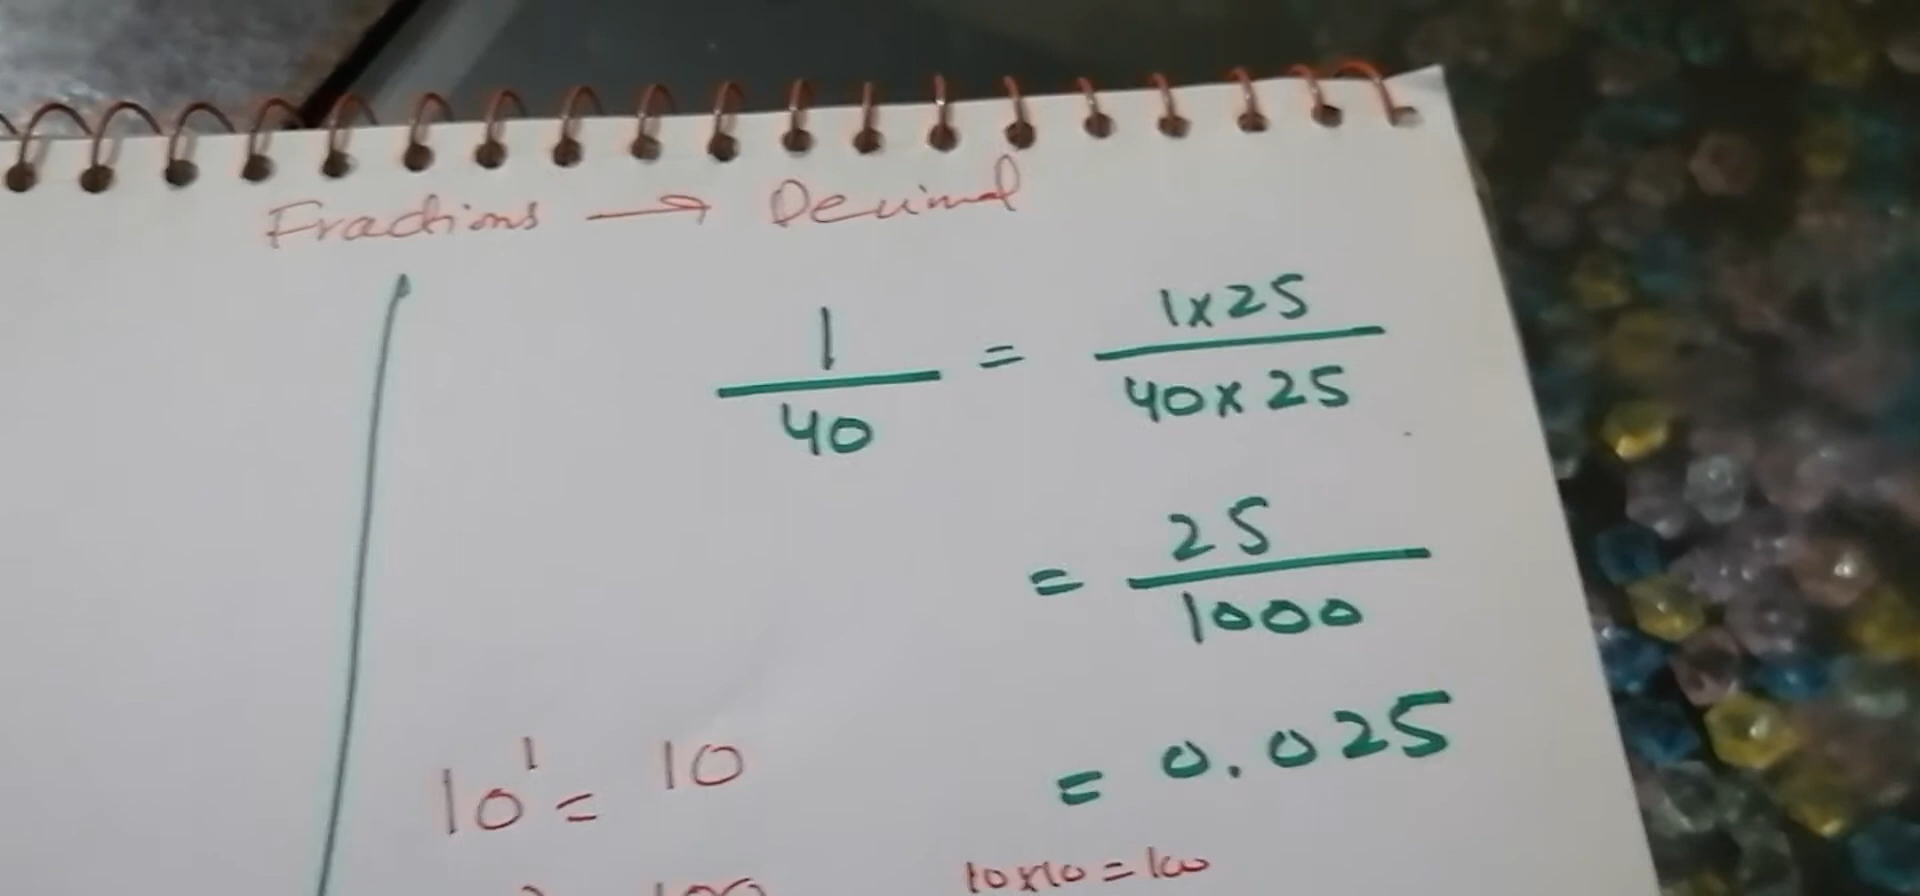 Fractions → Decimal
1/40 = 1x25/40x25
= 25/1000
= 0.025
10¹ = 10
10x10 = 100